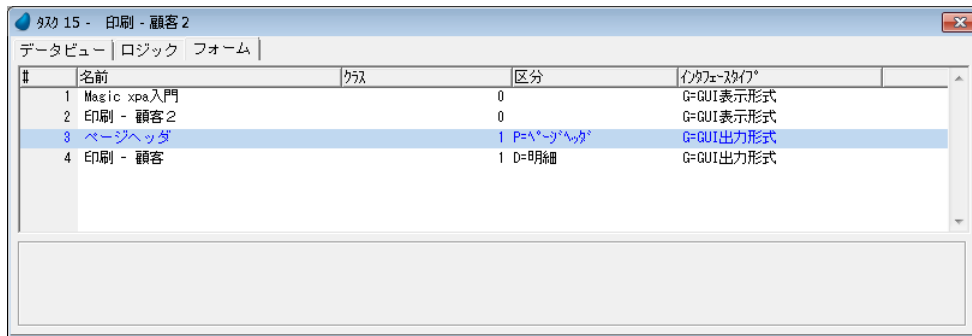 ﾀｽｸ 15 - 印刷 - 顧客２
データビュー ロジック フォーム
# 名前 ｸﾗｽ 区分 ｲﾝﾀﾌｪｰｽﾀｲﾌﾟ
1 Magic xpa入門 0 G=GUI表示形式
2 印刷 - 顧客２ 0 G=GUI表示形式
3 ページヘッダ 1 P=ﾍﾟｰｼﾞﾍｯﾀﾞ G=GUI出力形式
4 印刷 - 顧客 1 D=明細 G=GUI出力形式